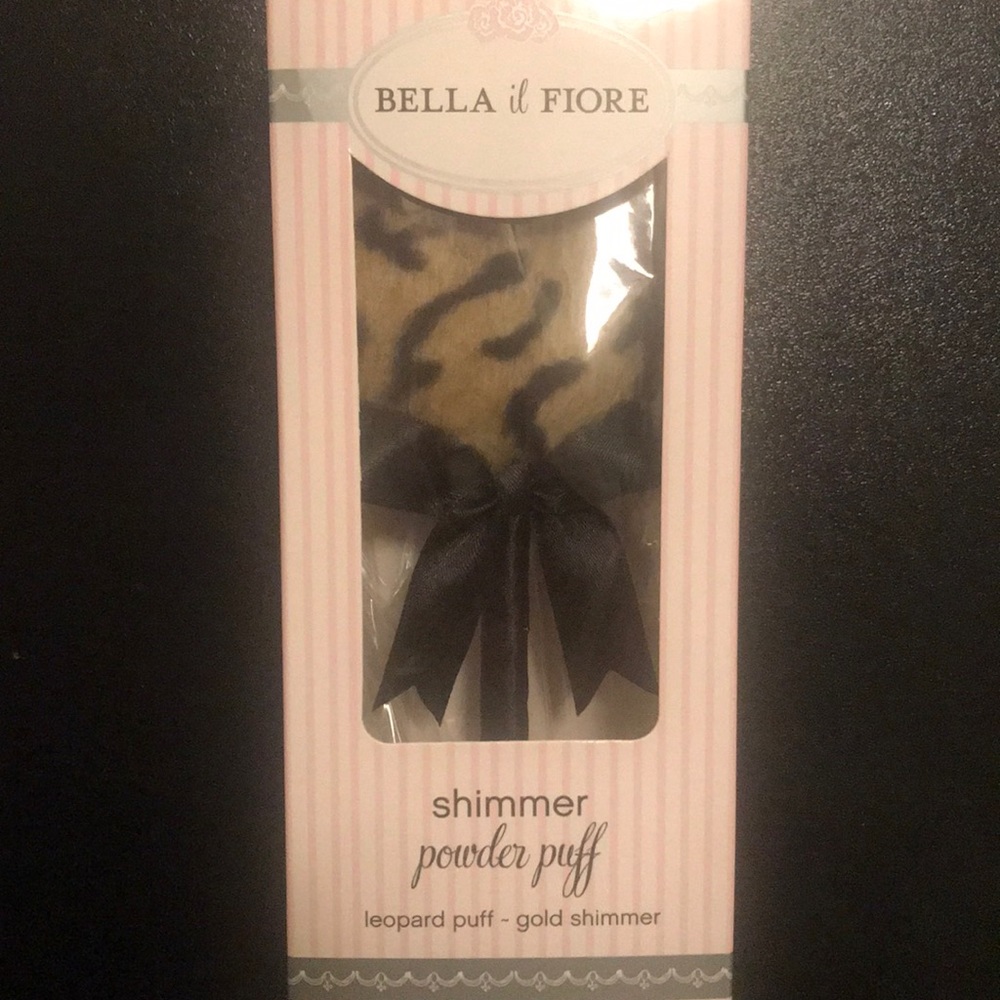 BELLA il FIORE
shimmer
powder puff
leopard puff ~ gold shimmer